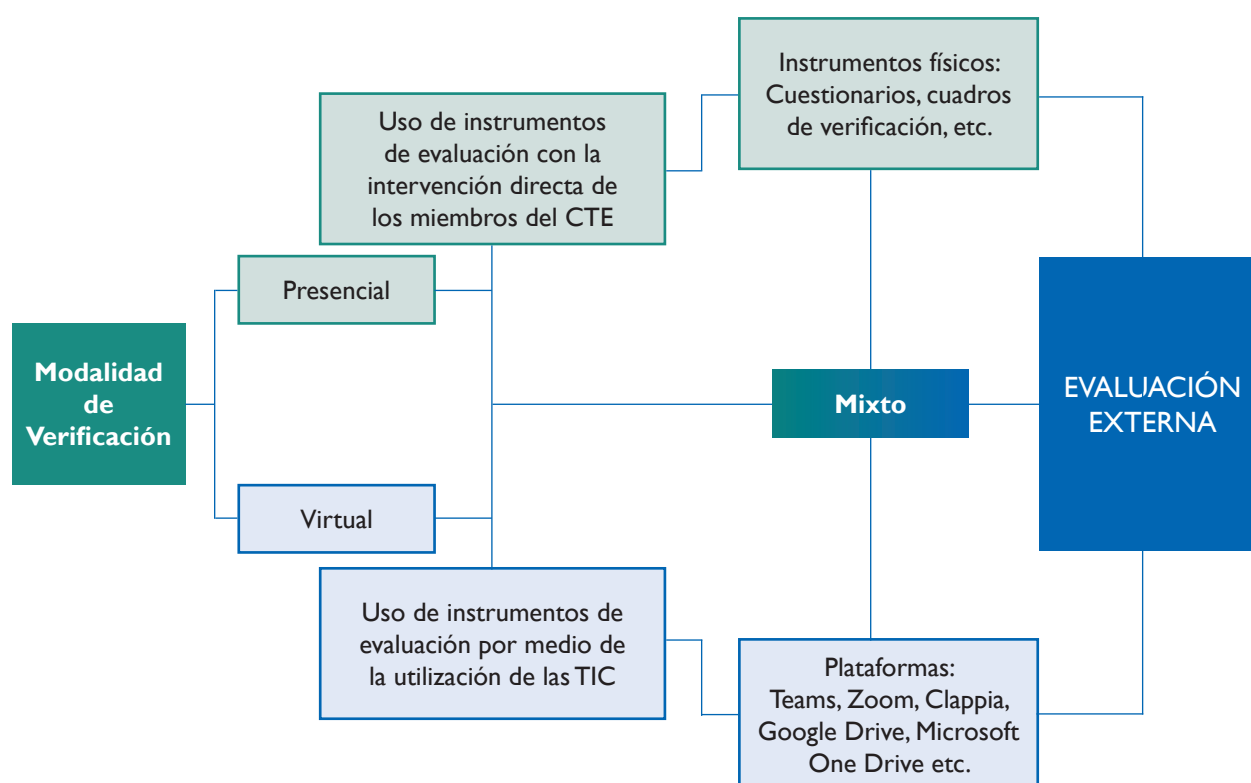 Modalidad
de
Verificación
Presencial
Virtual
Uso de instrumentos
de evaluación con la
intervención directa de
los miembros del CTE
Uso de instrumentos de
evaluación por medio de
la utilización de las TIC
Instrumentos físicos:
Cuestionarios, cuadros
de verificación, etc.
Mixto
Plataformas:
Teams, Zoom, Clappia,
Google Drive, Microsoft
One Drive etc.
EVALUACIÓN
EXTERNA